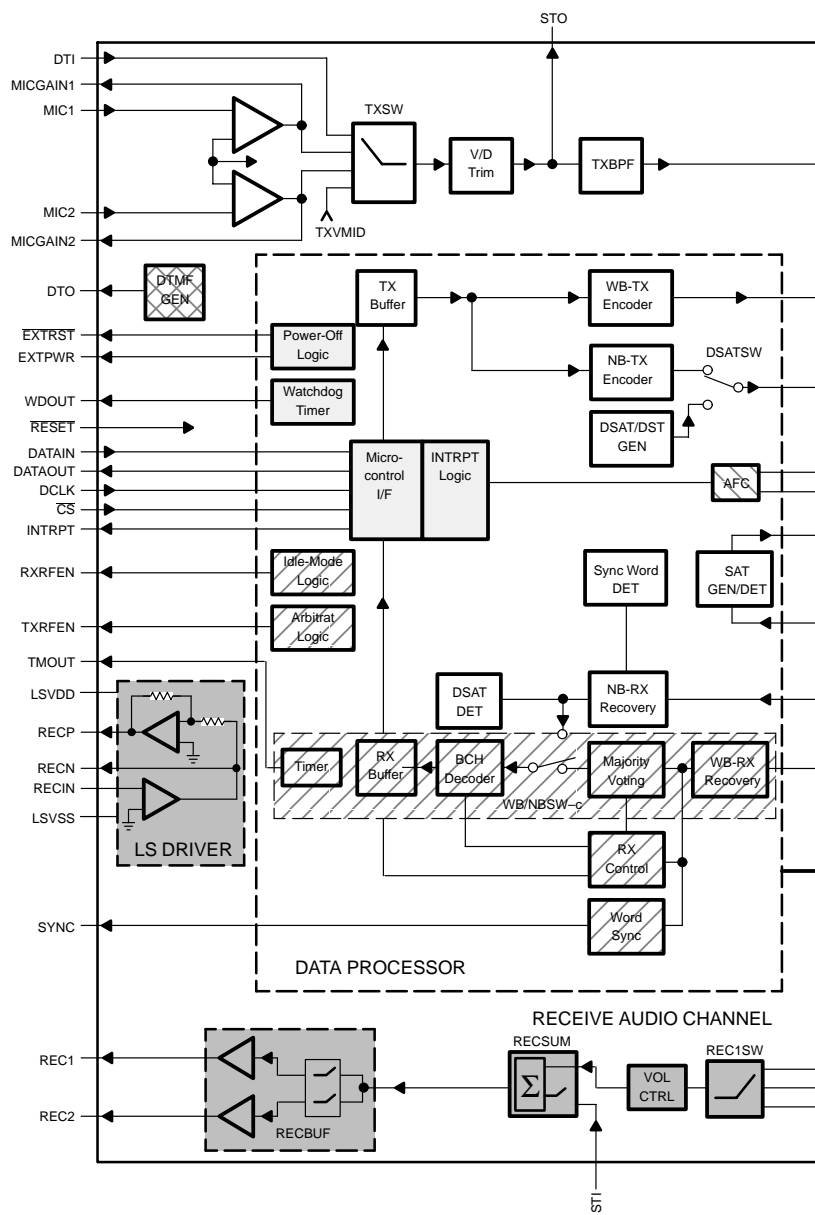 STO
DTI
MICGAIN1
MIC1
TXSW
V/D
Trim
TXBPF
MIC2
TXVMID
MICGAIN2
DTMF
GEN
DTO
TX
Buffer
WB-TX
Encoder
EXTRST
EXTPWR
Power-Off
Logic
NB-TX
Encoder
DSATSW
WDOUT
Watchdog
Timer
RESET
DSAT/DST
GEN
DATAIN
DATAOUT
DCLK
CS
INTRPT
Micro-
control
I/F
INTRPT
Logic
AFC
RXRFEN
Idle-Mode
Logic
Sync Word
DET
SAT
GEN/DET
TXRFEN
Arbitrat
Logic
TMOUT
LSVDD
RECP
RECN
RECIN
LSVSS
LS DRIVER
DSAT
DET
NB-RX
Recovery
Timer
RX
Buffer
BCH
Decoder
Majority
Voting
WB-RX
Recovery
WB/NBSW–c
RX
Control
SYNC
Word
Sync
DATA PROCESSOR
RECEIVE AUDIO CHANNEL
REC1
REC2
RECBUF
RECSUM
Σ
VOL
CTRL
REC1SW
STI